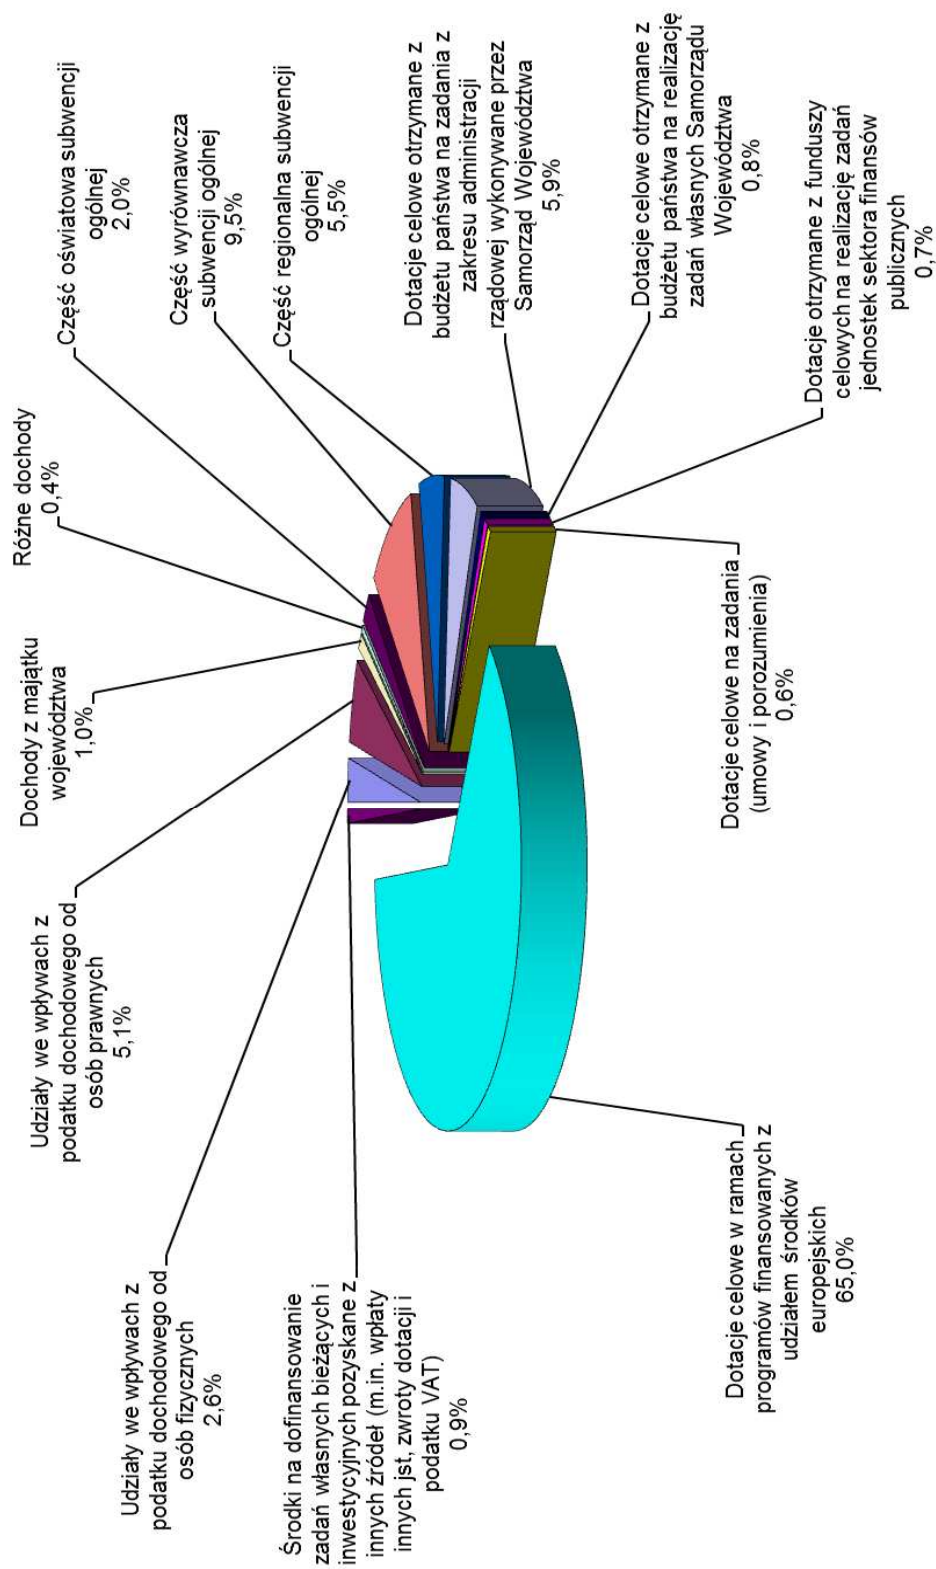 Udziały we wpływach z
podatku dochodowego od
osób fizycznych
2,6%
Udziały we wpływach z
podatku dochodowego od
osób prawnych
5,1%
Dochody z majątku
województwa
1,0%
Różne dochody
0,4%
Część oświatowa subwencji
ogólnej
2,0%
Część wyrównawcza
subwencji ogólnej
9,5%
Część regionalna subwencji
ogólnej
5,5%
Dotacje celowe otrzymane z
budżetu państwa na zadania z
zakresu administracji
rządowej wykonywane przez
Samorząd Województwa
5,9%
Dotacje celowe otrzymane z
budżetu państwa na realizację
zadań własnych Samorządu
Województwa
0,8%
Dotacje otrzymane z funduszy
celowych na realizację zadań
jednostek sektora finansów
publicznych
0,7%
Dotacje celowe na zadania
(umowy i porozumienia)
0,6%
Dotacje celowe w ramach
programów finansowanych z
udziałem środków
europejskich
65,0%
Środki na dofinansowanie
zadań własnych bieżących i
inwestycyjnych pozyskane z
innych źródeł (m.in. wpłaty
innych jst, zwroty dotacji i
podatku VAT)
0,9%